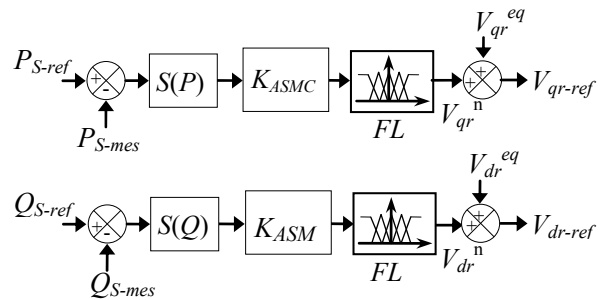 V_qr^eq
P_S-ref + - S(P) K_ASMC + + V_qr-ref
V_qr n
P_S-mes FL
V_dr^eq
Q_S-ref + - S(Q) K_ASM + + V_dr-ref
V_dr n
Q_S-mes FL